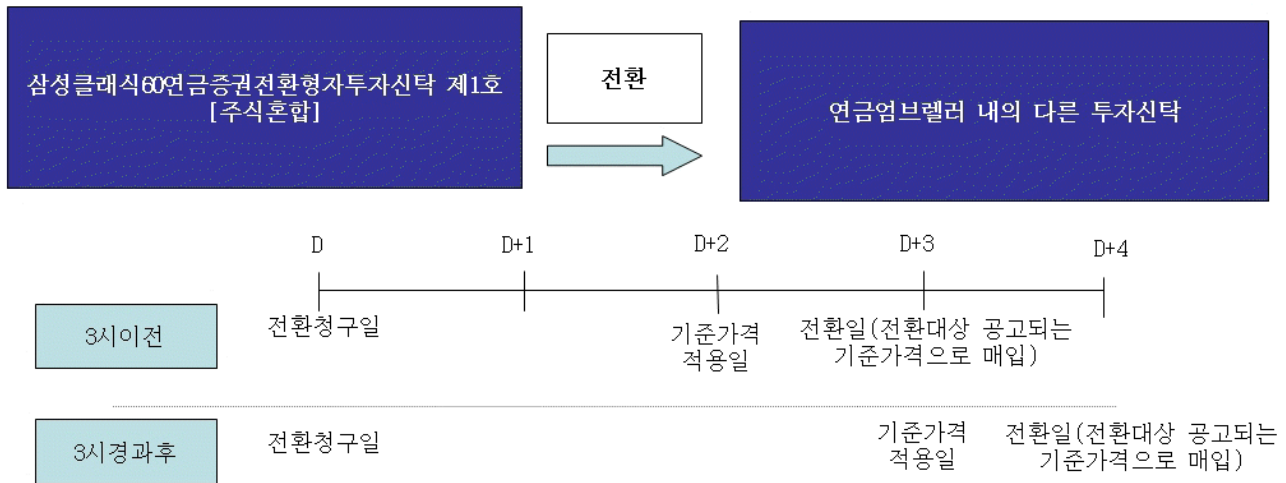 삼성클래식60연금증권전환형자투자신탁 제1호
[주식혼합]
전환
연금엄브렐러 내의 다른 투자신탁
D
D+1
D+2
D+3
D+4
3시이전
전환청구일
기준가격
적용일
전환일(전환대상 공고되는
기준가격으로 매입)
3시경과후
전환청구일
기준가격
적용일
전환일(전환대상 공고되는
기준가격으로 매입)